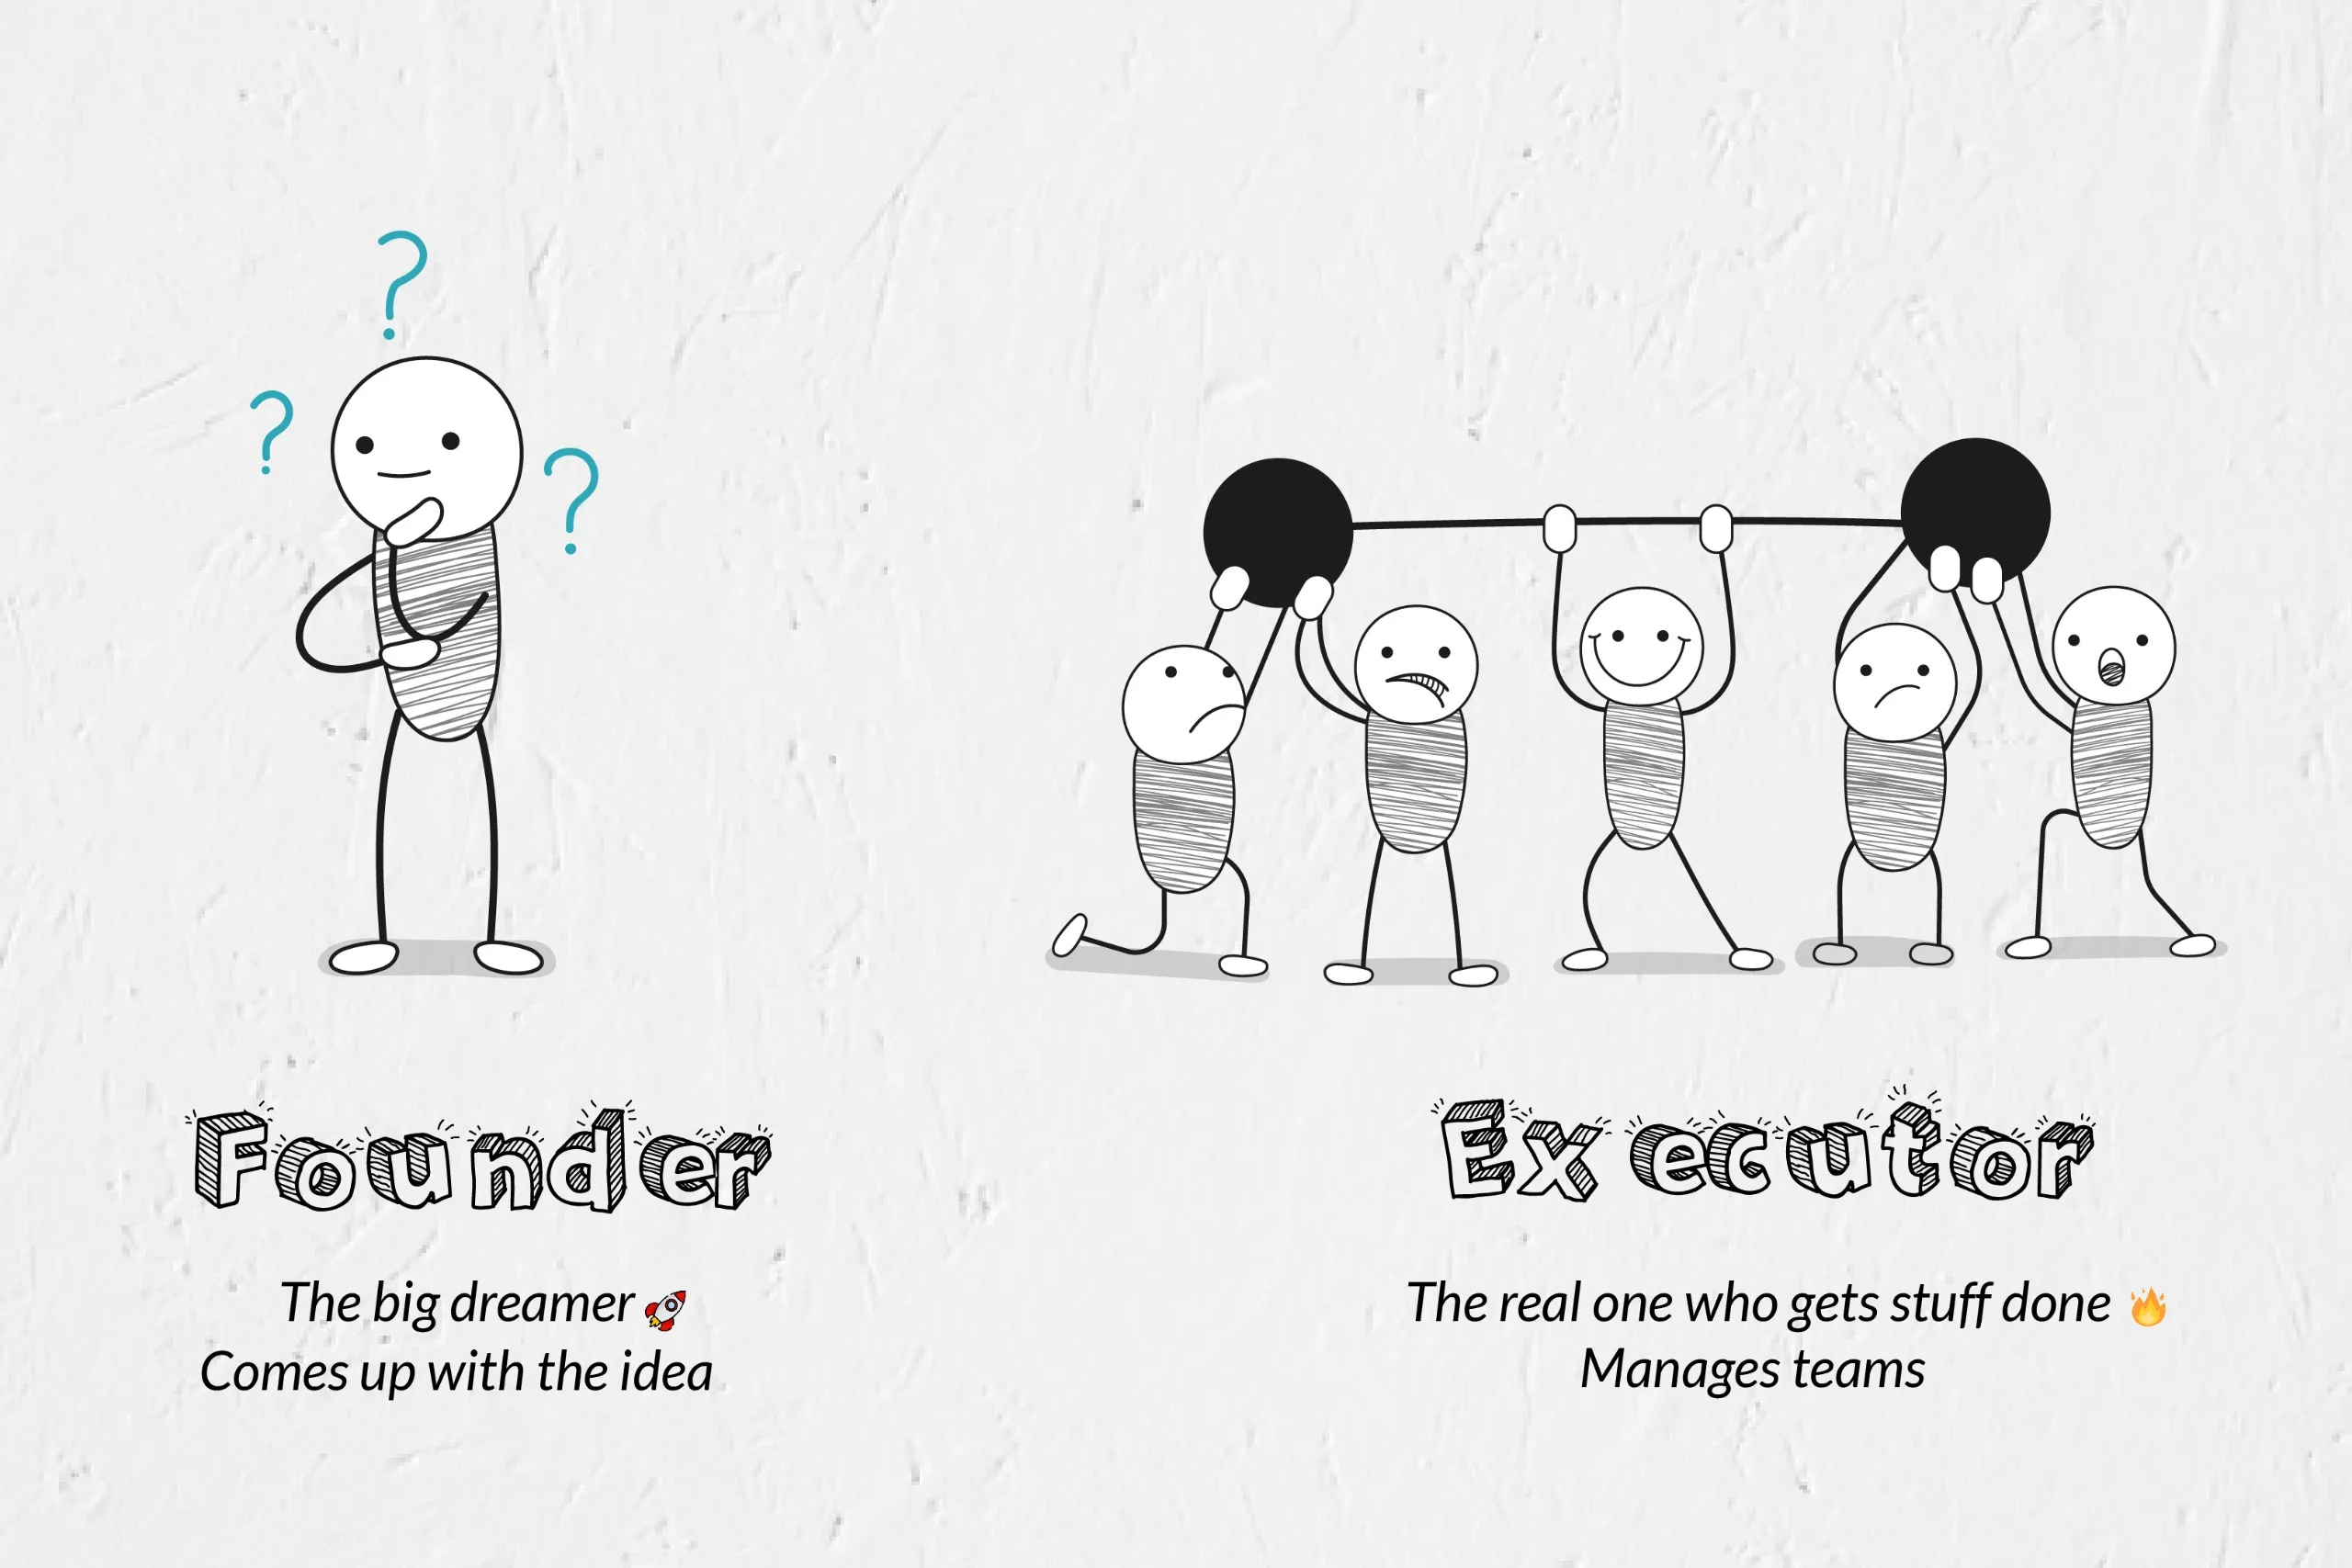 ?
?
?
Founder
The big dreamer 🚀
Comes up with the idea
Executor
The real one who gets stuff done 🔥
Manages teams